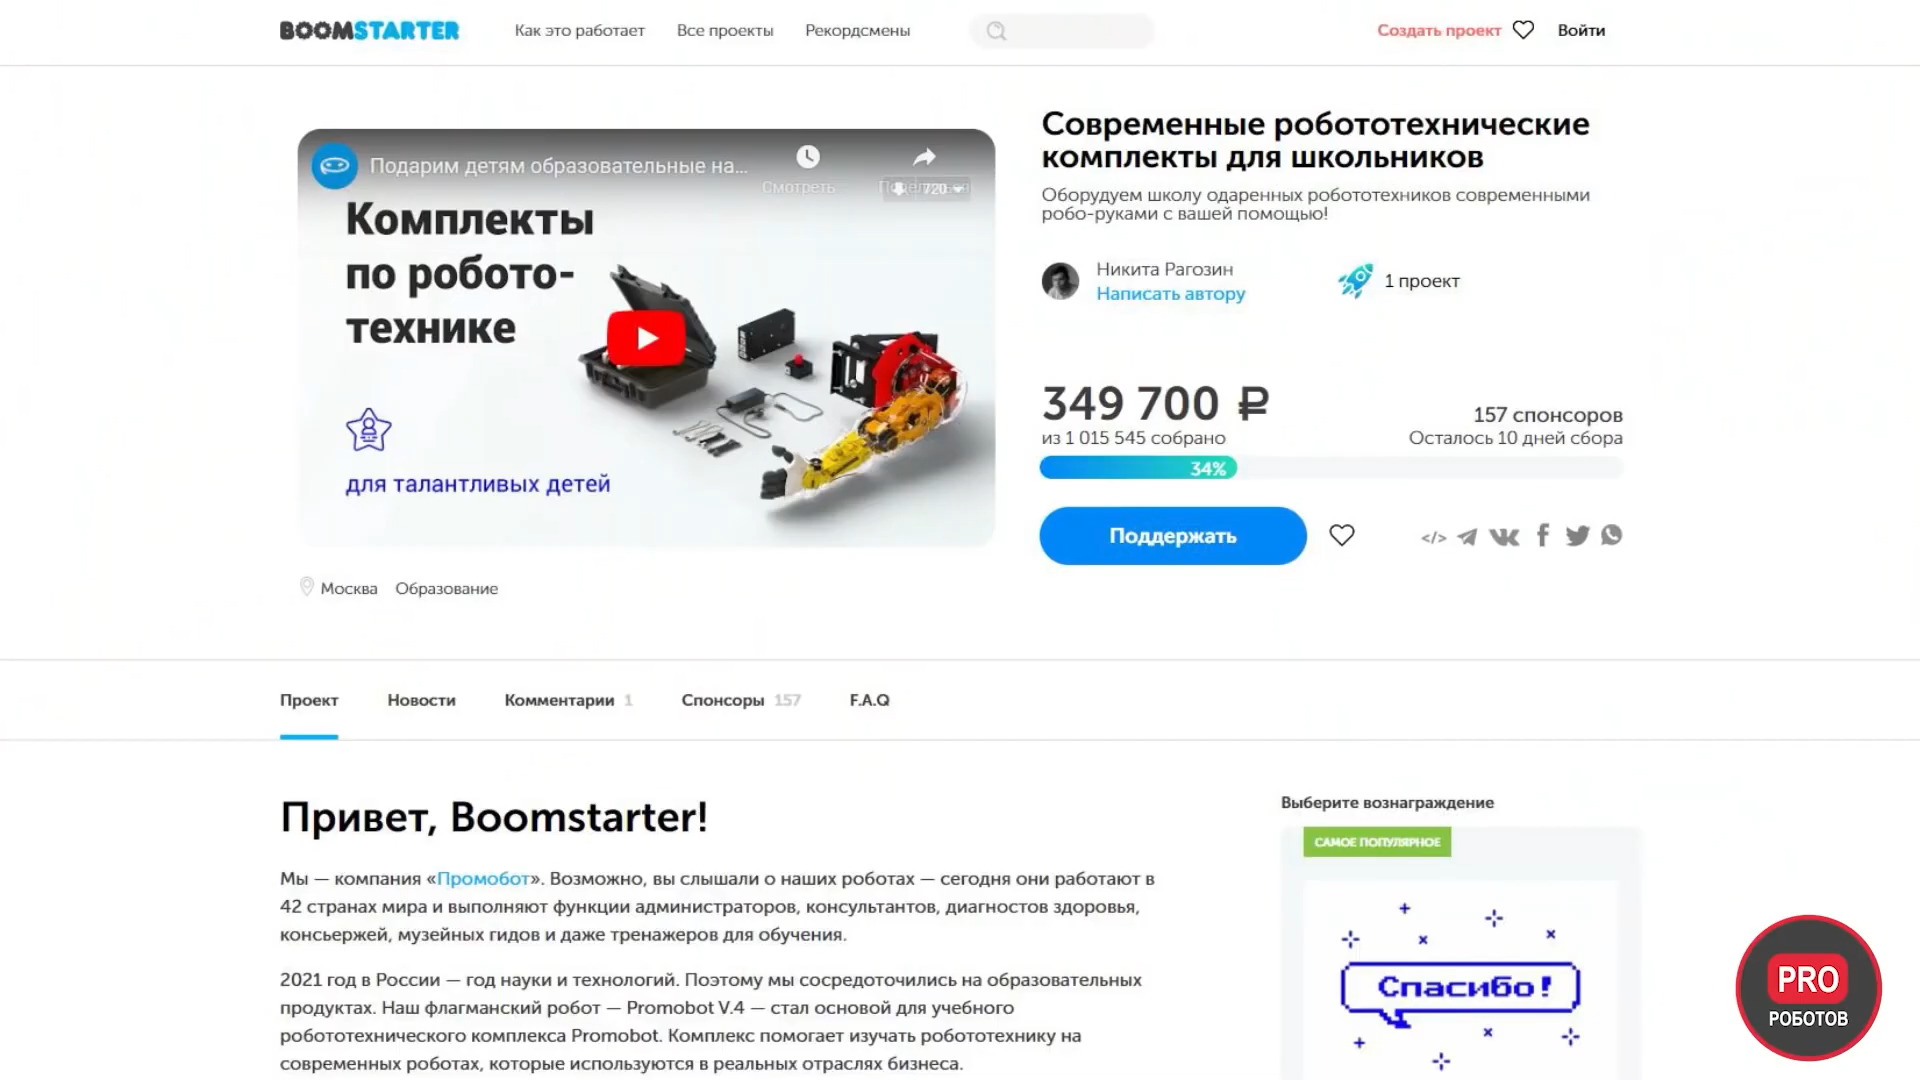 BOOMSTARTER
Как это работает
Все проекты
Рекордсмены
Создать проект
Войти
Подарим детям образовательные на...
Смотреть
Поделиться
720
Комплекты
по робото-
технике
для талантливых детей
Москва
Образование
Современные робототехнические
комплекты для школьников
Оборудуем школу одаренных робототехников современными
робо-руками с вашей помощью!
Никита Рагозин
Написать автору
1 проект
349 700 ₽
из 1 015 545 собрано
157 спонсоров
Осталось 10 дней сбора
34%
Поддержать
</>
Проект
Новости
Комментарии 1
Спонсоры 157
F.A.Q
Привет, Boomstarter!
Мы — компания «Промобот». Возможно, вы слышали о наших роботах — сегодня они работают в
42 странах мира и выполняют функции администраторов, консультантов, диагностов здоровья,
консьержей, музейных гидов и даже тренажеров для обучения.
2021 год в России — год науки и технологий. Поэтому мы сосредоточились на образовательных
продуктах. Наш флагманский робот — Promobot V.4 — стал основой для учебного
робототехнического комплекса Promobot. Комплекс помогает изучать робототехнику на
современных роботах, которые используются в реальных отраслях бизнеса.
Выберите вознаграждение
САМОЕ ПОПУЛЯРНОЕ
Спасибо!
PRO
РОБОТОВ